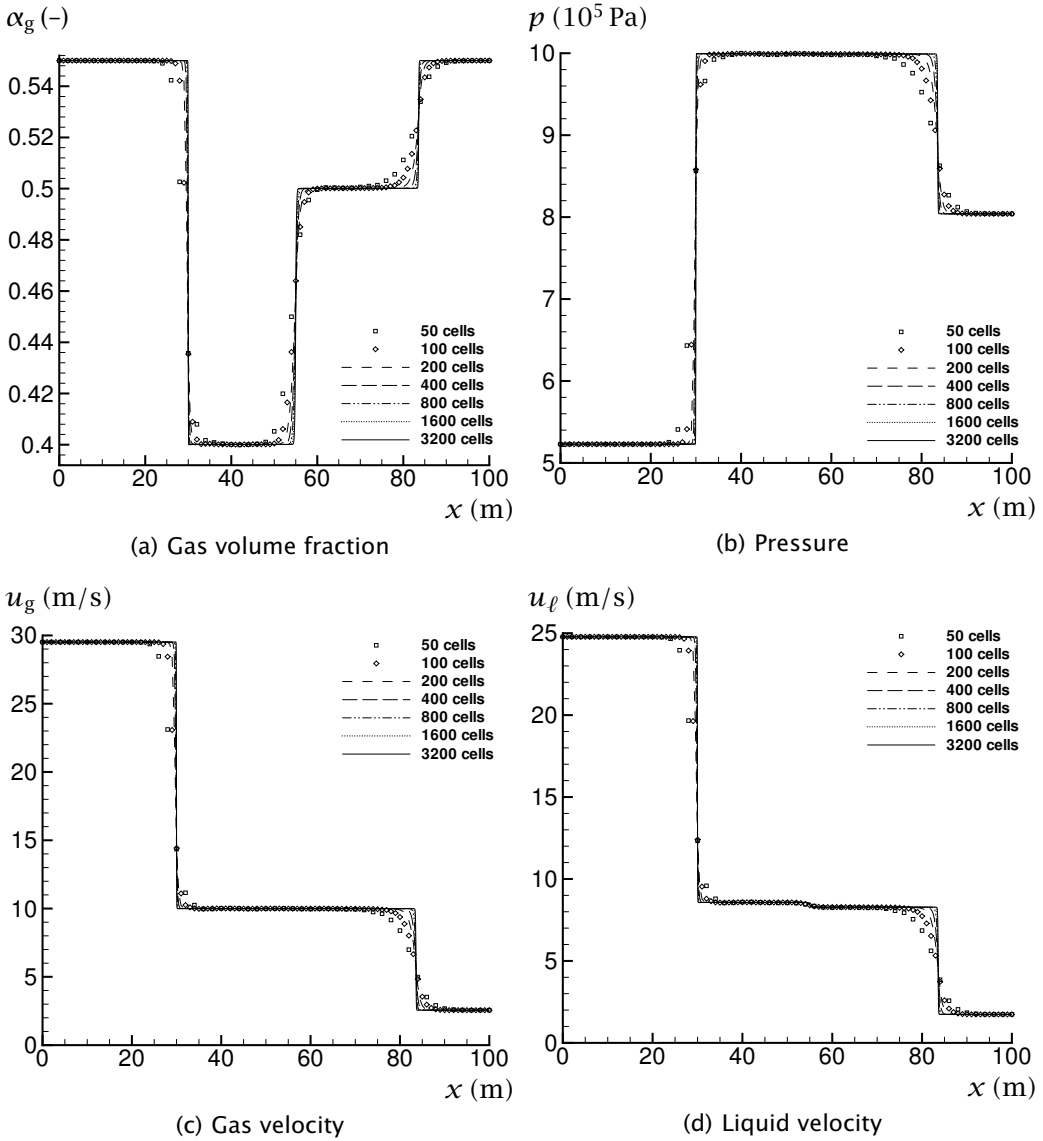 αg (–)
0.54
0.52
0.5
0.48
0.46
0.44
0.42
0.4
0 20 40 60 80 100
x (m)
50 cells
100 cells
200 cells
400 cells
800 cells
1600 cells
3200 cells
(a) Gas volume fraction
p (10⁵ Pa)
10
9
8
7
6
5
0 20 40 60 80 100
x (m)
50 cells
100 cells
200 cells
400 cells
800 cells
1600 cells
3200 cells
(b) Pressure
ug (m/s)
30
25
20
15
10
5
0
0 20 40 60 80 100
x (m)
50 cells
100 cells
200 cells
400 cells
800 cells
1600 cells
3200 cells
(c) Gas velocity
uℓ (m/s)
25
20
15
10
5
0
0 20 40 60 80 100
x (m)
50 cells
100 cells
200 cells
400 cells
800 cells
1600 cells
3200 cells
(d) Liquid velocity